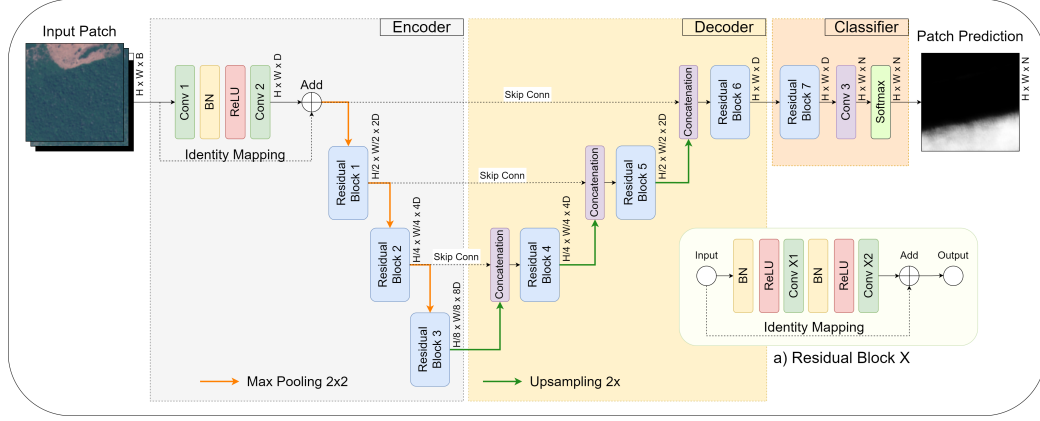 Input Patch
H x W x B
Encoder
Conv 1
BN
ReLU
Conv 2
H x W x D
Add
Identity Mapping
Residual
Block 1
H/2 x W/2 x 2D
Residual
Block 2
H/4 x W/4 x 4D
Residual
Block 3
H/8 x W/8 x 8D
Max Pooling 2x2
Decoder
Skip Conn
Skip Conn
Skip Conn
Concatenation
Residual
Block 4
H/4 x W/4 x 4D
Concatenation
Residual
Block 5
H/2 x W/2 x 2D
Concatenation
Residual
Block 6
H x W x D
Upsampling 2x
Classifier
Residual
Block 7
H x W x D
Conv 3
H x W x N
Softmax
H x W x N
Patch Prediction
H x W x N
Input
BN
ReLU
Conv X1
BN
ReLU
Conv X2
Add
Output
Identity Mapping
a) Residual Block X